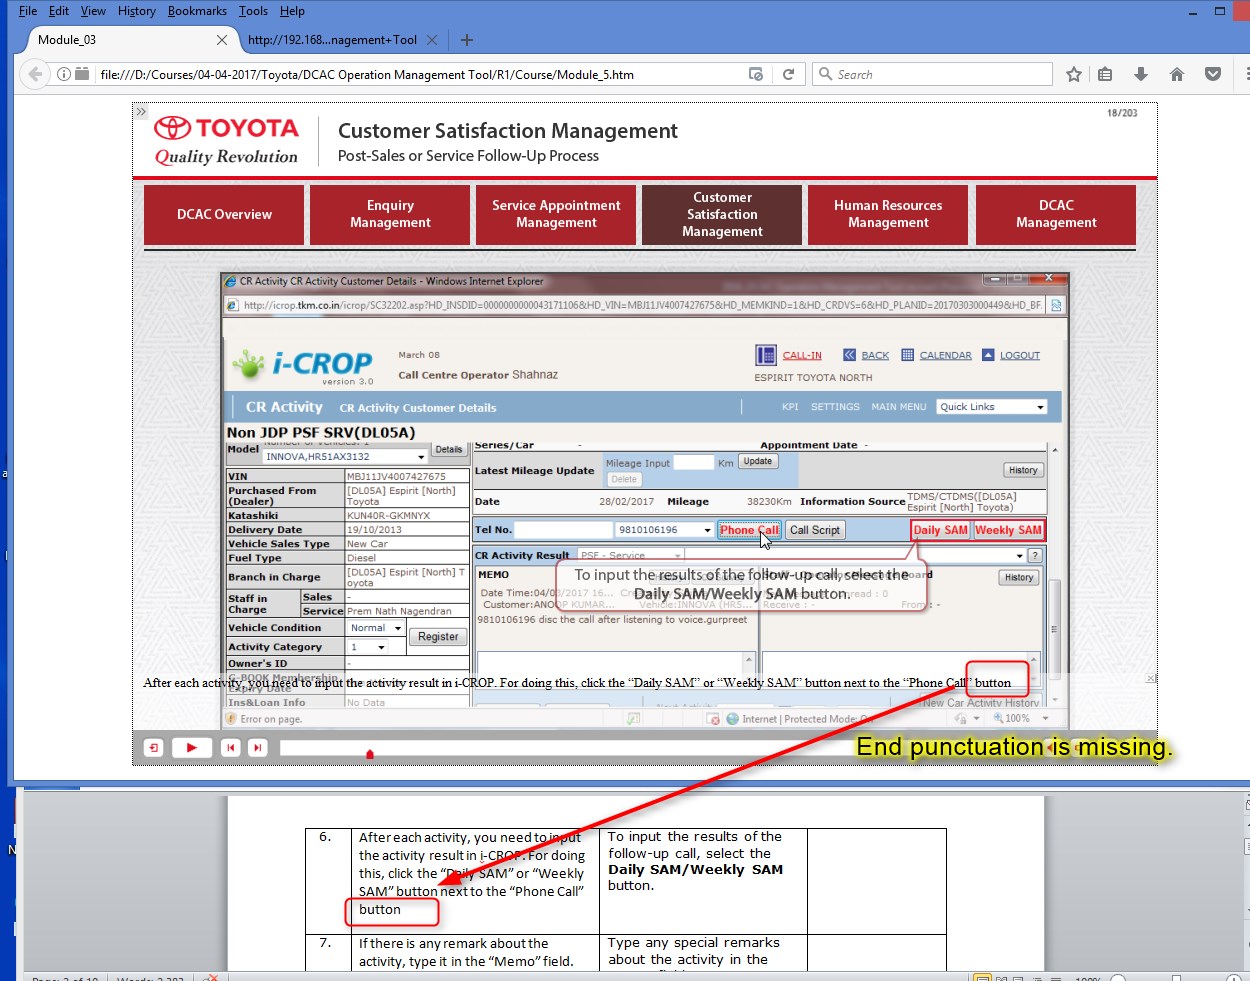 File Edit View History Bookmarks Tools Help
Module_03
http://192.168...nagement+Tool
file:///D:/Courses/04-04-2017/Toyota/DCAC Operation Management Tool/R1/Course/Module_5.htm
Search
18/203
TOYOTA
Quality Revolution
Customer Satisfaction Management
Post-Sales or Service Follow-Up Process
DCAC Overview
Enquiry
Management
Service Appointment
Management
Customer
Satisfaction
Management
Human Resources
Management
DCAC
Management
CR Activity CR Activity Customer Details - Windows Internet Explorer
http://icrop.tkm.co.in/icrop/SC32202.asp?HD_INSDID=000000000043171106&HD_VIN=MBJ11JV4007427675&HD_MEMKIND=1&HD_CRDVS=6&HD_PLANID=20170303000449&HD_BF
i-CROP
version 3.0
March 08
Call Centre Operator Shahnaz
CALL-IN BACK CALENDAR LOGOUT
ESPIRIT TOYOTA NORTH
CR Activity CR Activity Customer Details
KPI SETTINGS MAIN MENU Quick Links
Non JDP PSF SRV(DL05A)
Model INNOVA,HR51AX3132 Details
VIN MBJ11JV4007427675
Purchased From
(Dealer)
[DL05A] Espirit [North]
Toyota
Katashiki KUN40R-GKMNYX
Delivery Date 19/10/2013
Vehicle Sales Type New Car
Fuel Type Diesel
Branch in Charge
[DL05A] Espirit [North] T
oyota
Staff in
Charge
Sales -
Service Prem Nath Nagendran
Vehicle Condition Normal
Activity Category 1
Register
Owner's ID -
G-BOOK Membership
Expiry Date
Ins&Loan Info No Data
Series/Car -
Appointment Date -
Latest Mileage Update Mileage Input Km Update
Delete
History
Date 28/02/2017 Mileage 38230Km Information Source
TDMS/CTDMS([DL05A]
Espirit [North] Toyota)
Tel No. 9810106196 Phone Call Call Script
Daily SAM Weekly SAM
CR Activity Result PSF - Service ?
MEMO
History
To input the results of the follow-up call, select the
Daily SAM/Weekly SAM button.
Date Time:04/03/2017 16...
Customer:ANOOP KUMAR... Vehicle:INNOVA (HR5... Receive : - From : -
9810106196 disc the call after listening to voice.gurpreet
After each activity, you need to input the activity result in i-CROP. For doing this, click the “Daily SAM” or “Weekly SAM” button next to the “Phone Call” button
New Car Activity History
Error on page.
Internet | Protected Mode:
100%
End punctuation is missing.
6.
After each activity, you need to input
the activity result in i-CROP. For doing
this, click the “Daily SAM” or “Weekly
SAM” button next to the “Phone Call”
button
To input the results of the
follow-up call, select the
Daily SAM/Weekly SAM
button.
7.
If there is any remark about the
activity, type it in the “Memo” field.
Type any special remarks
about the activity in the